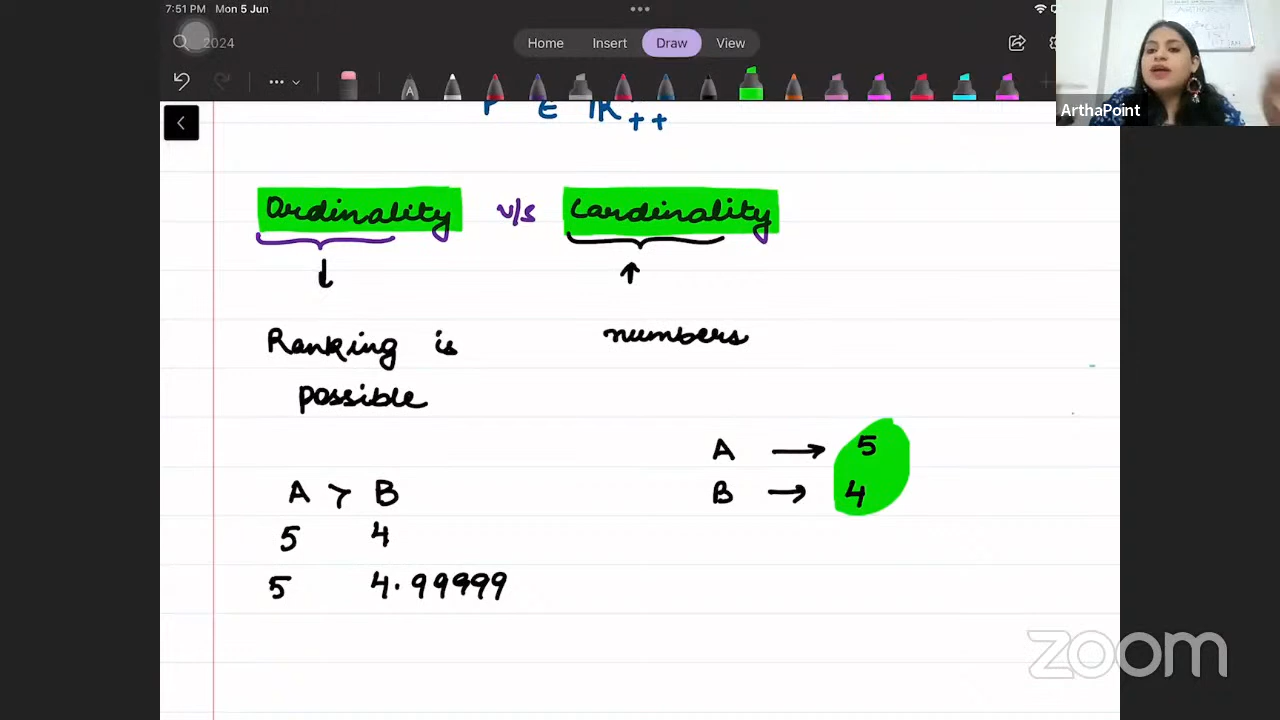 7:51 PM Mon 5 Jun
2024
Home Insert Draw View
ArthaPoint
P ∈ ℝ++
Ordinality v/s Cardinality
↓ ↑
Ranking is numbers
possible
A → 5
B → 4
A ≻ B
5 4
5 4.99999
zoom